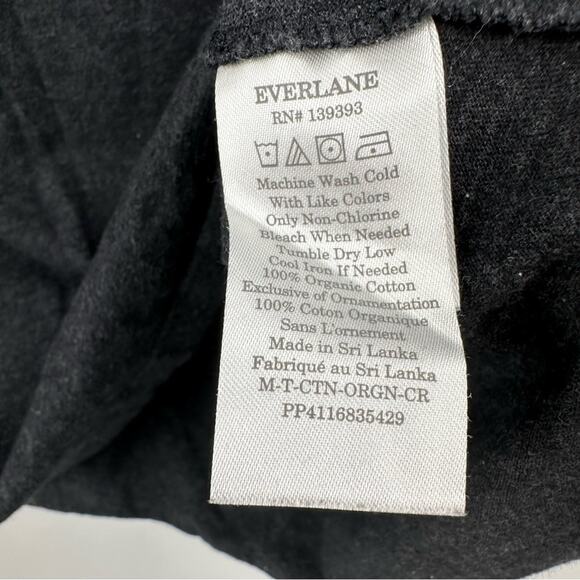 EVERLANE
RN# 139393
Machine Wash Cold
With Like Colors
Only Non-Chlorine
Bleach When Needed
Tumble Dry Low
Cool Iron If Needed
100% Organic Cotton
Exclusive of Ornamentation
100% Coton Organique
Sans L'ornement
Made in Sri Lanka
Fabriqué au Sri Lanka
M-T-CTN-ORGN-CR
PP4116835429